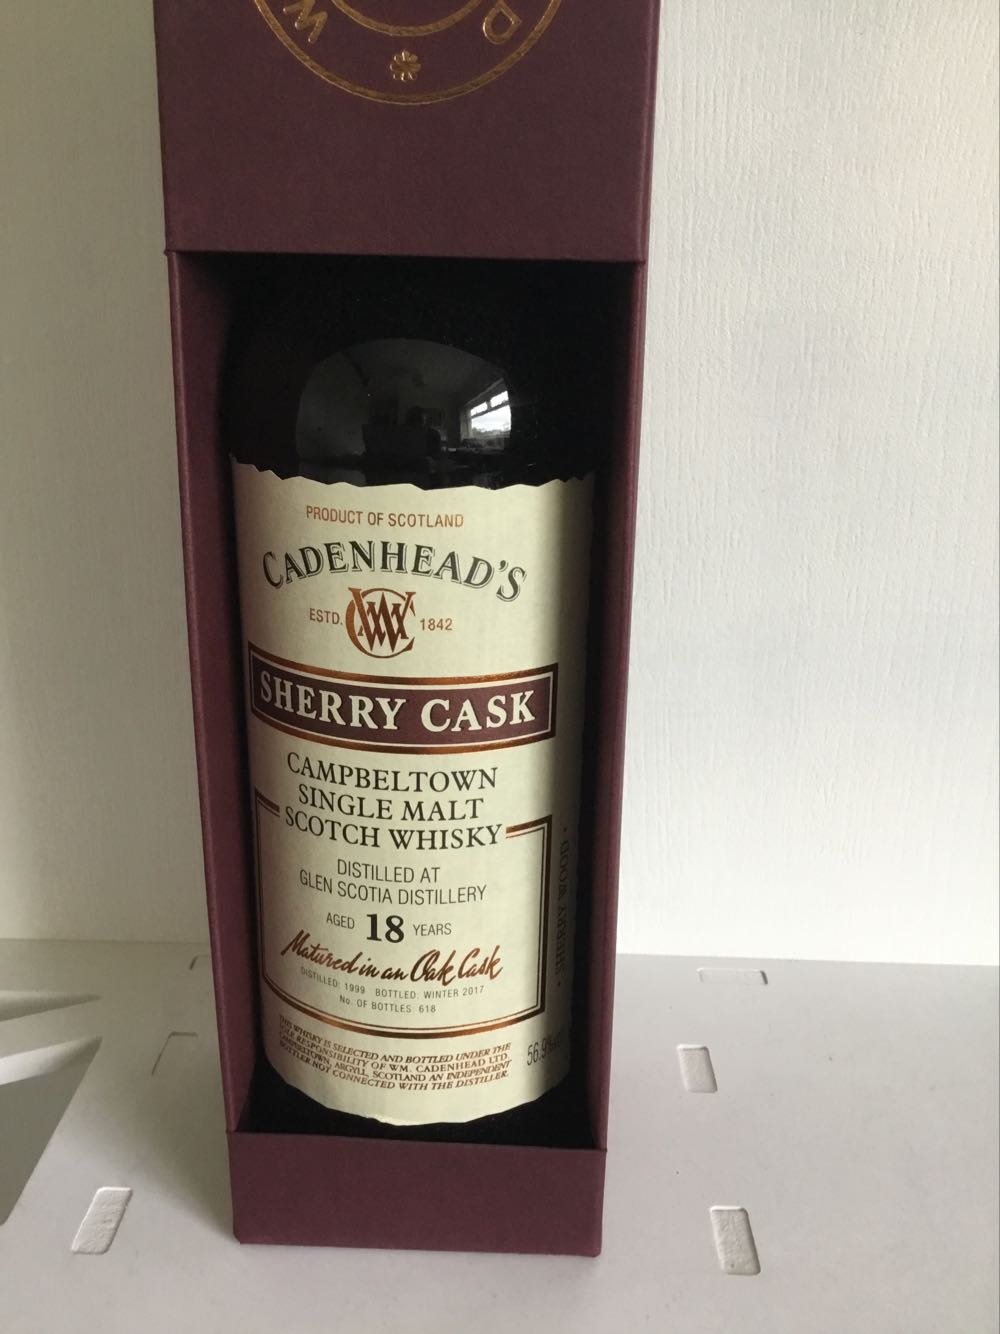 W D
PRODUCT OF SCOTLAND
CADENHEAD'S
ESTD. WC 1842
SHERRY CASK
CAMPBELTOWN
SINGLE MALT
SCOTCH WHISKY
DISTILLED AT
GLEN SCOTIA DISTILLERY
AGED 18 YEARS
Matured in an Oak Cask
DISTILLED: 1999 BOTTLED: WINTER 2017
No. OF BOTTLES: 618
THIS WHISKY IS SELECTED AND BOTTLED UNDER THE
SOLE RESPONSIBILITY OF WM. CADENHEAD LTD.
CAMPBELTOWN, ARGYLL, SCOTLAND AN INDEPENDENT
BOTTLER NOT CONNECTED WITH THE DISTILLER.
56.9%
• SHERRY WOOD •